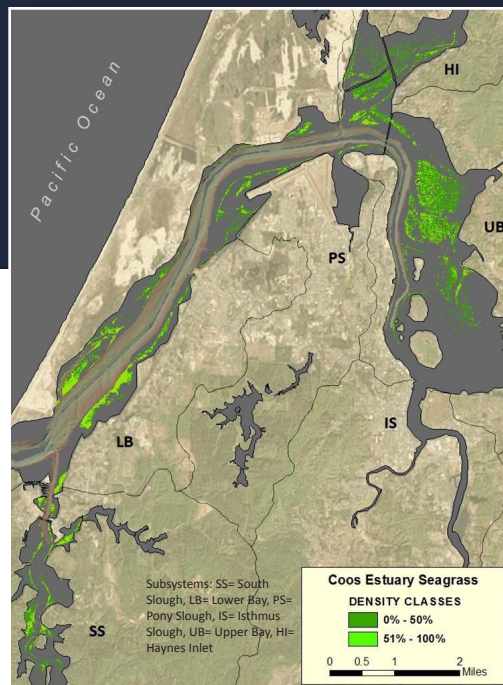 Pacific Ocean
HI
UB
PS
IS
LB
SS
Subsystems: SS= South
Slough, LB= Lower Bay, PS=
Pony Slough, IS= Isthmus
Slough, UB= Upper Bay, HI=
Haynes Inlet
Coos Estuary Seagrass
DENSITY CLASSES
0% - 50%
51% - 100%
0 0.5 1 2
Miles